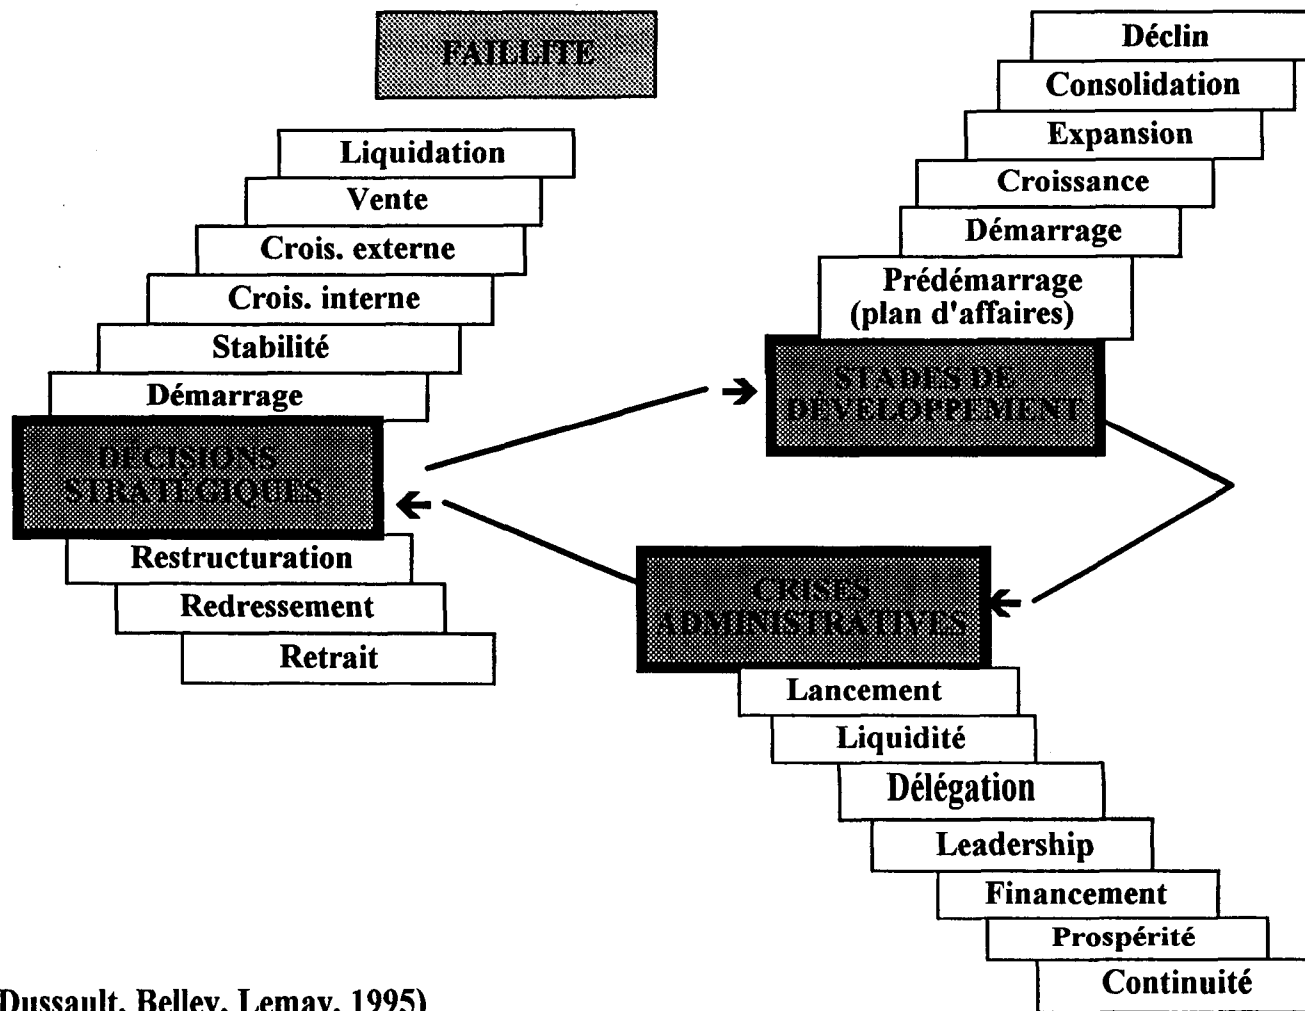 FAILLITE
Liquidation
Vente
Crois. externe
Crois. interne
Stabilité
Démarrage
DÉCISIONS
STRATÉGIQUES
Restructuration
Redressement
Retrait
Déclin
Consolidation
Expansion
Croissance
Démarrage
Prédémarrage
(plan d'affaires)
STADES DE
DÉVELOPPEMENT
CRISES
ADMINISTRATIVES
Lancement
Liquidité
Délégation
Leadership
Financement
Prospérité
Continuité
Dussault, Belley, Lemay, 1995)